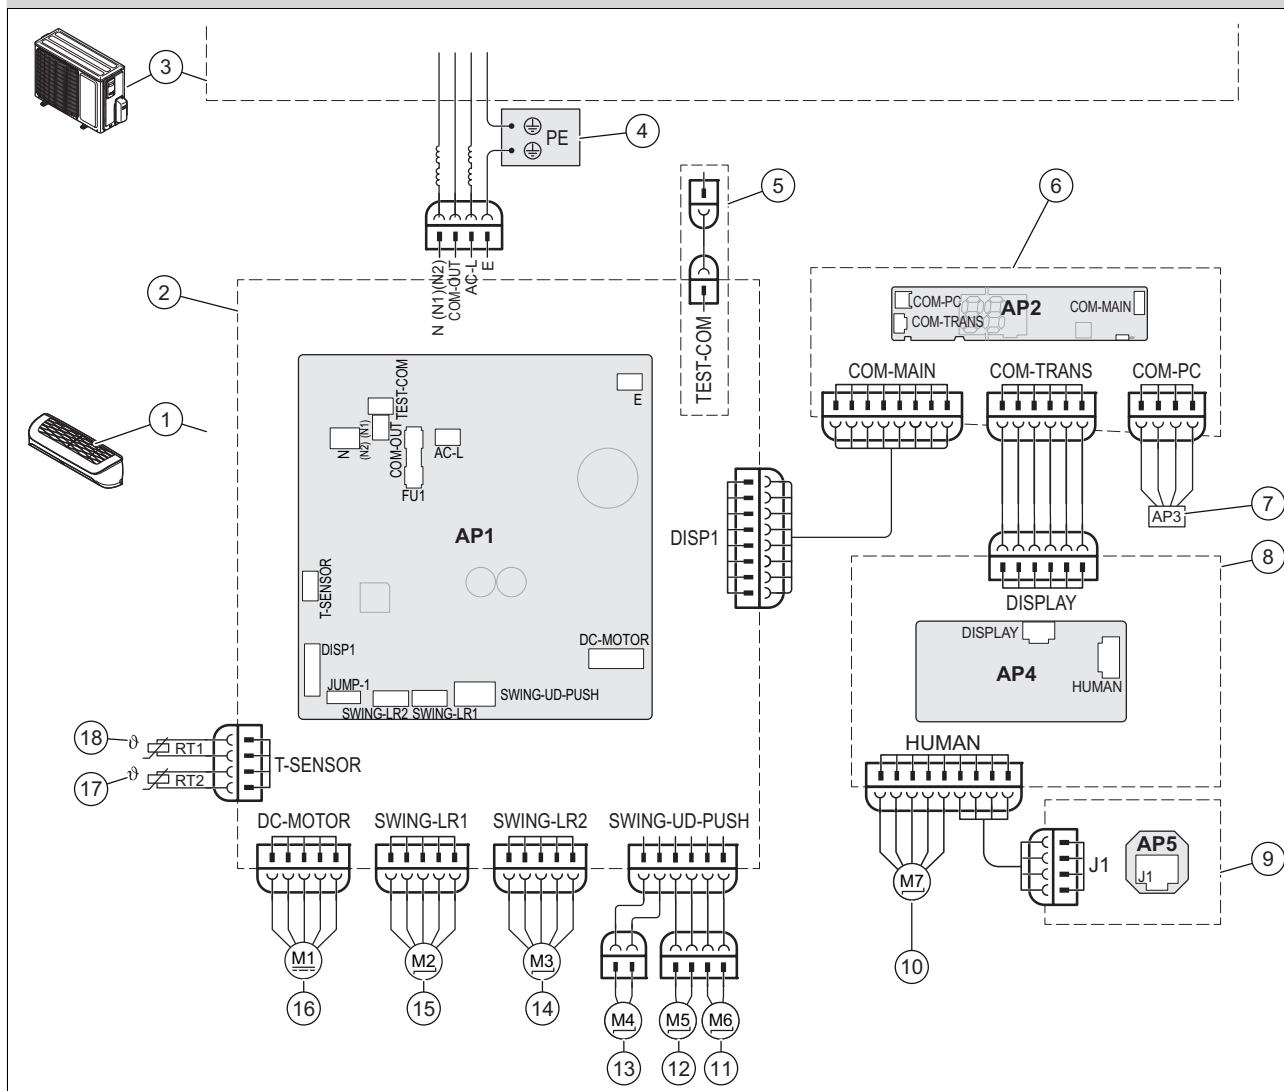 3
PE
4
5
6
N (N1)(N2)
COM-OUT
AC-L
E
TEST-COM
2
COM-PC
COM-TRANS
AP2
COM-MAIN
COM-MAIN
COM-TRANS
COM-PC
AP3
7
1
TEST-COM
E
N
(N2) (N1)
COM-OUT
AC-L
FU1
AP1
T-SENSOR
DISP1
JUMP-1
SWING-LR2
SWING-LR1
SWING-UD-PUSH
DC-MOTOR
DISP1
8
DISPLAY
DISPLAY
AP4
HUMAN
HUMAN
18
ϑ
RT1
17
ϑ
RT2
T-SENSOR
DC-MOTOR
SWING-LR1
SWING-LR2
SWING-UD-PUSH
J1
AP5
J1
9
M7
10
M1
M2
M3
16
15
14
M4
M5
M6
13
12
11